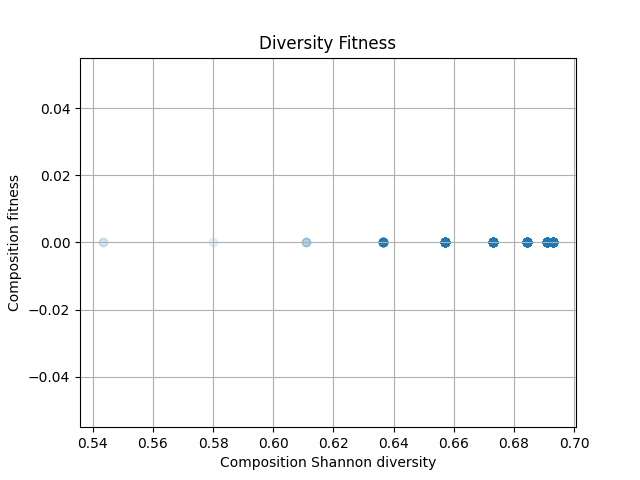 Diversity Fitness
Composition fitness
0.04
0.02
0.00
−0.02
−0.04
0.54 0.56 0.58 0.60 0.62 0.64 0.66 0.68 0.70
Composition Shannon diversity